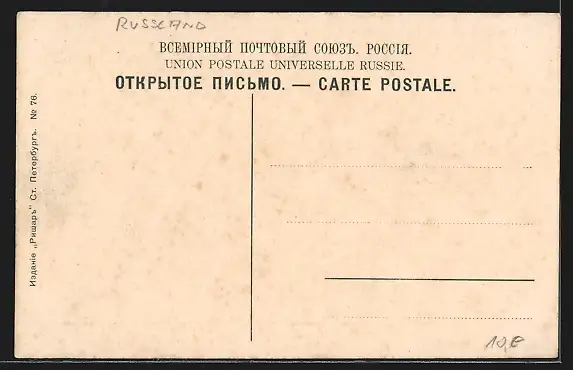 RUSSLAND
ВСЕМІРНЫЙ ПОЧТОВЫЙ СОЮЗЪ. РОССІЯ.
UNION POSTALE UNIVERSELLE RUSSIE.
ОТКРЫТОЕ ПИСЬМО. — CARTE POSTALE.
Изданіе „Ришаръ" Ст. Петербургъ. № 76.
10,€